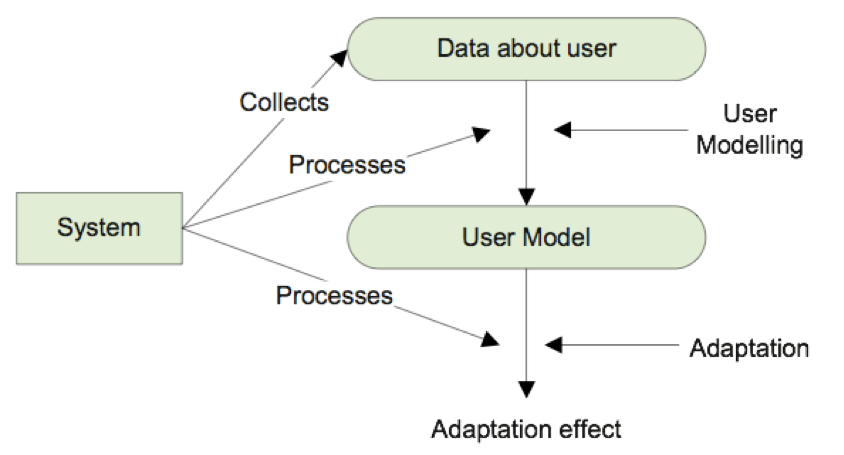 Data about user
Collects
User
Modelling
Processes
System
User Model
Processes
Adaptation
Adaptation effect